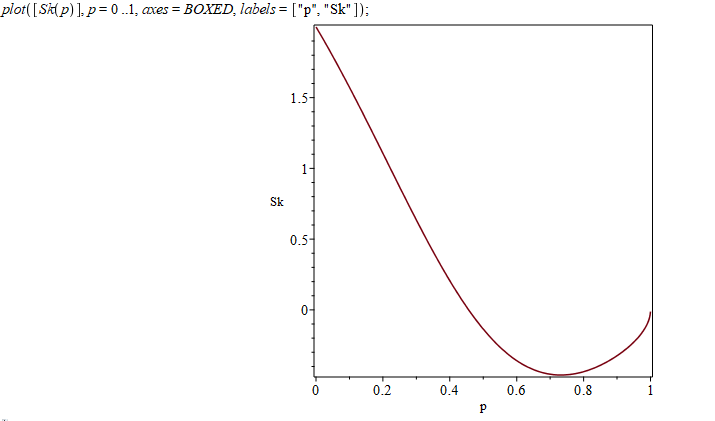 plot([Sk(p)], p = 0 ..1, axes = BOXED, labels = ["p", "Sk"]);
1.5
1
Sk
0.5
0
0 0.2 0.4 0.6 0.8 1
p